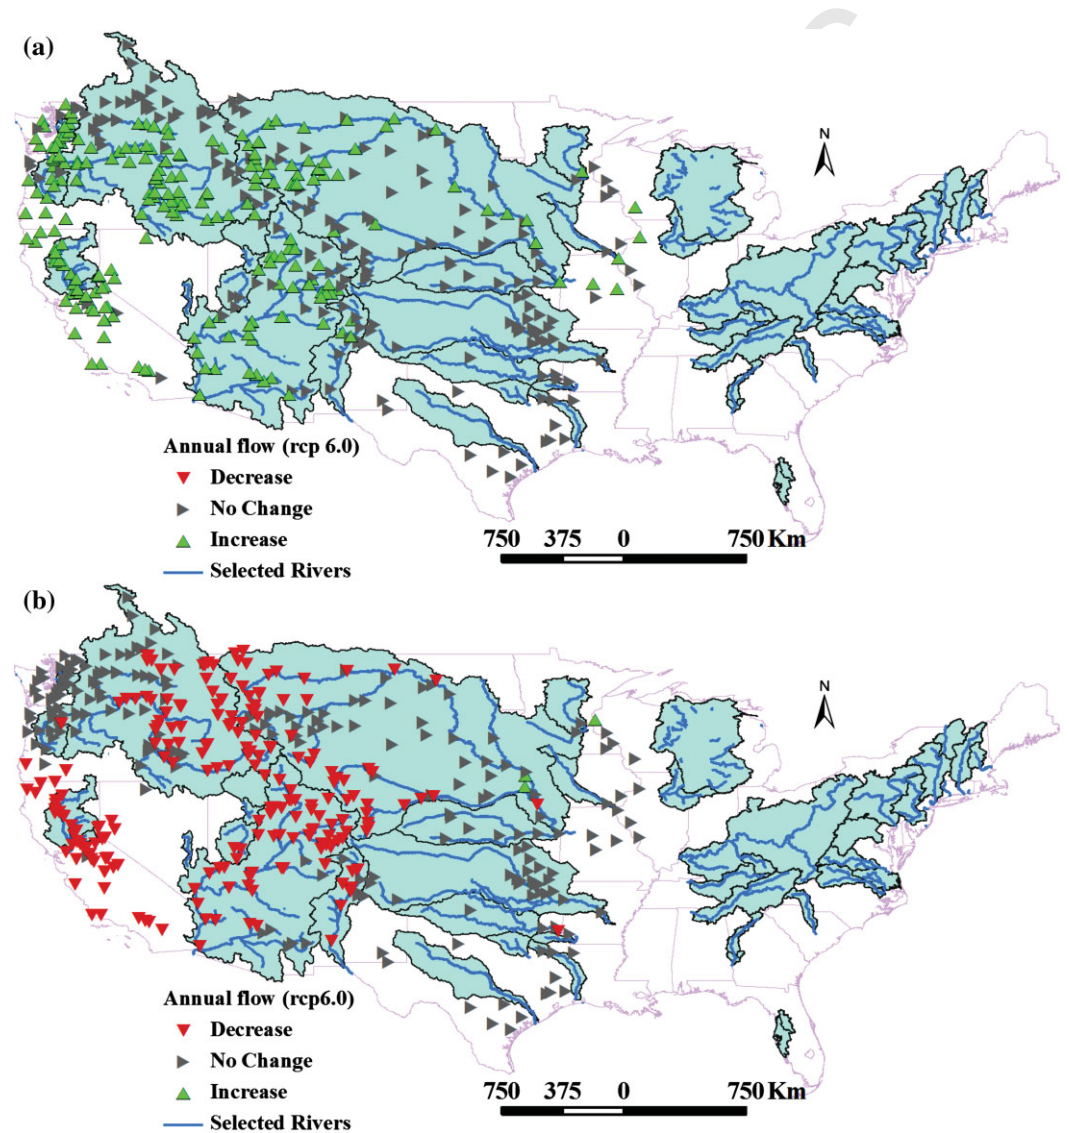 (a)
N
Annual flow (rcp 6.0)
Decrease
No Change
Increase
Selected Rivers
750 375 0 750 Km
(b)
N
Annual flow (rcp6.0)
Decrease
No Change
Increase
Selected Rivers
750 375 0 750 Km